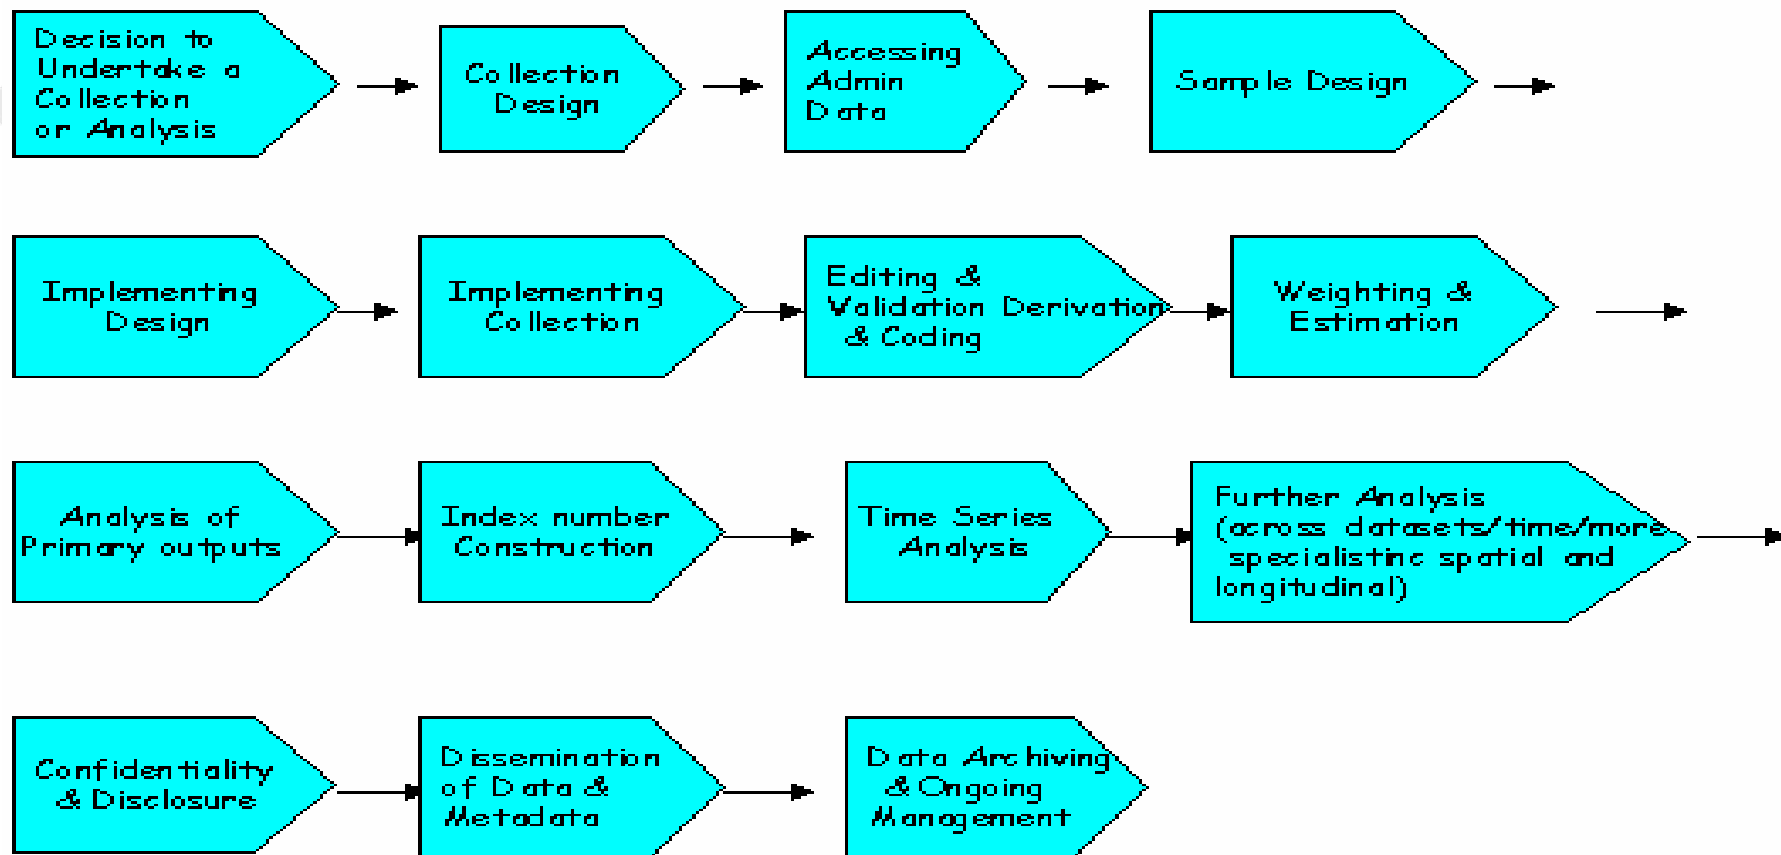 Decision to
Undertake a
Collection
or Analysis
Collection
Design
Accessing
Admin
Data
Sample Design
Implementing
Design
Implementing
Collection
Editing &
Validation Derivation
& Coding
Weighting &
Estimation
Analysis of
Primary outputs
Index number
Construction
Time Series
Analysis
Further Analysis
(across datasets/time/more
specialistinc spatial and
longitudinal)
Confidentiality
& Disclosure
Dissemination
of Data &
Metadata
Data Archiving
& Ongoing
Management